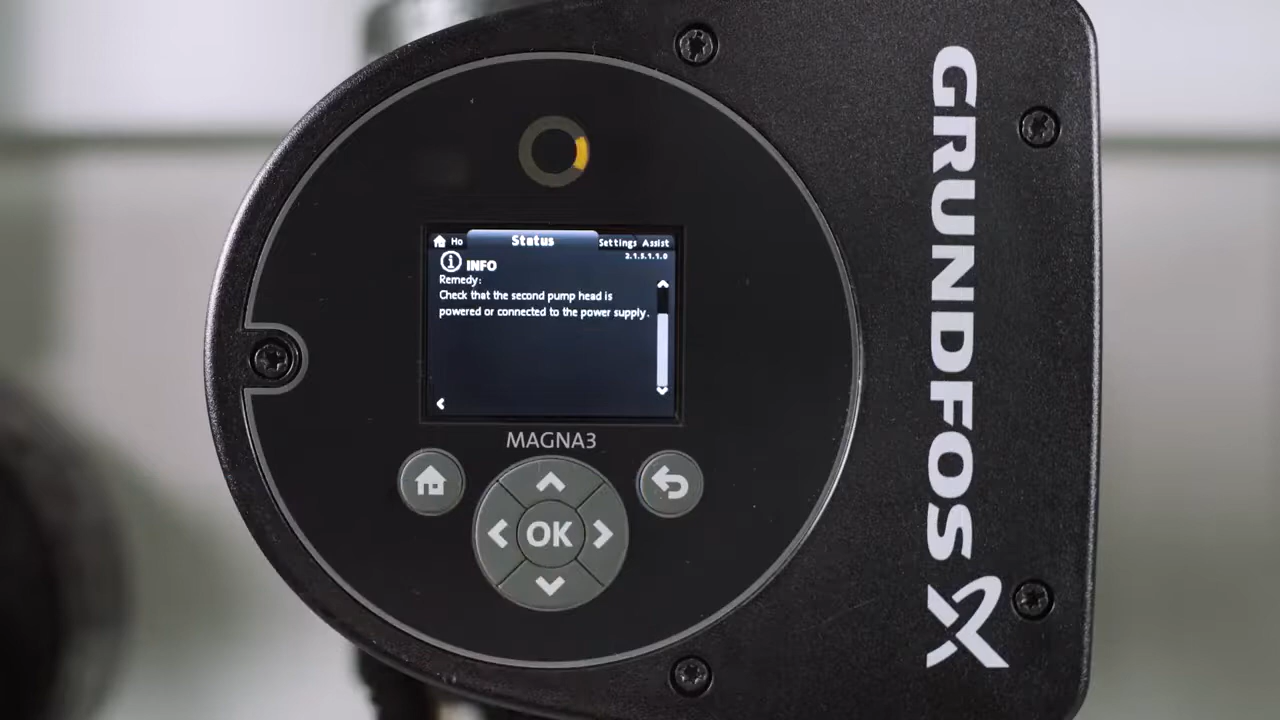 Ho Status Settings Assist
2.1.5.1.1.0
INFO
Remedy:
Check that the second pump head is
powered or connected to the power supply.
MAGNA3
OK
GRUNDFOS